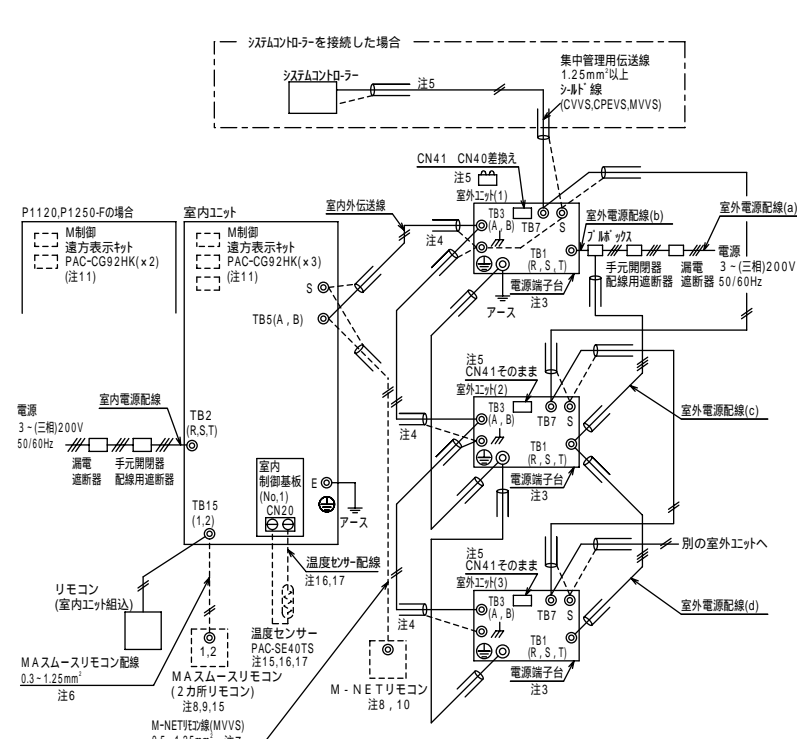 システムコントローラーを接続した場合
システムコントローラー
注5
集中管理用伝送線
1.25mm²以上
シールド線
(CVVS,CPEVS,MVVS)
CN41 CN40差換え
注5
室外ユニット(1)
TB3
(A , B)
TB7
S
TB1
(R , S , T)
電源端子台
注3
アース
注4
室外電源配線(b)
プルボックス
室外電源配線(a)
電源
3～(三相)200V
50/60Hz
手元開閉器
配線用遮断器
漏電
遮断器
P1120,P1250-Fの場合
M制御
遠方表示キット
PAC-CG92HK(×2)
(注11)
室内ユニット
M制御
遠方表示キット
PAC-CG92HK(×3)
(注11)
室内外伝送線
S
TB5(A , B)
電源
3～(三相)200V
50/60Hz
室内電源配線
漏電
遮断器
手元開閉器
配線用遮断器
TB2
(R,S,T)
TB15
(1,2)
室内
制御基板
(No,1)
CN20
E
アース
注5
CN41そのまま
室外ユニット(2)
TB3
(A , B)
TB7
S
TB1
(R , S , T)
電源端子台
注3
注4
室外電源配線(c)
注5
CN41そのまま
室外ユニット(3)
TB3
(A , B)
TB7
S
TB1
(R , S , T)
電源端子台
注3
注4
別の室外ユニットへ
室外電源配線(d)
温度センサー配線
注16,17
リモコン
(室内ユニット組込)
MAスムースリモコン配線
0.3~1.25mm²
注6
1,2
MAスムースリモコン
(2カ所リモコン)
注8,9,15
温度センサー
PAC-SE40TS
注15,16,17
M-NETリモコン
注8 , 10
M-NETリモコン線(MVVS)